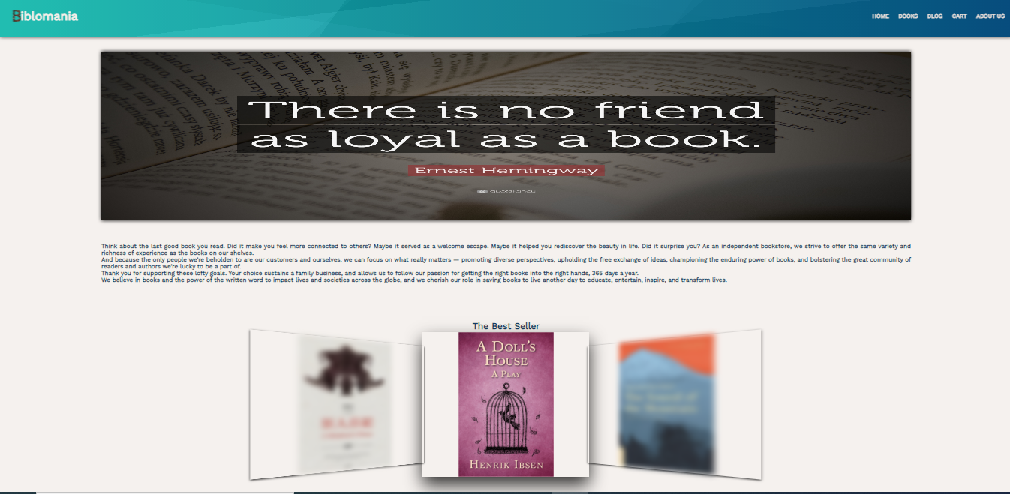 Biblomania
HOME BOOKS BLOG CART ABOUT US
There is no friend
as loyal as a book.
Ernest Hemingway
Think about the last good book you read. Did it make you feel more connected to others? Maybe it served as a welcome escape. Maybe it helped you rediscover the beauty in life. Did it surprise you? As an independent bookstore, we strive to offer the same variety and
richness of experience as the books on our shelves.
And because the only people we're beholden to are our customers and ourselves, we can focus on what really matters — promoting diverse perspectives, upholding the free exchange of ideas, championing the enduring power of books, and bolstering the great community of
readers and authors we're lucky to be a part of.
Thank you for supporting these lofty goals. Your choice sustains a family business, and allows us to follow our passion for getting the right books into the right hands, 365 days a year.
We believe in books and the power of the written word to impact lives and societies across the globe, and we cherish our role in saving books to live another day to educate, entertain, inspire, and transform lives.
The Best Seller
A DOLL'S
HOUSE
A PLAY
HENRIK IBSEN